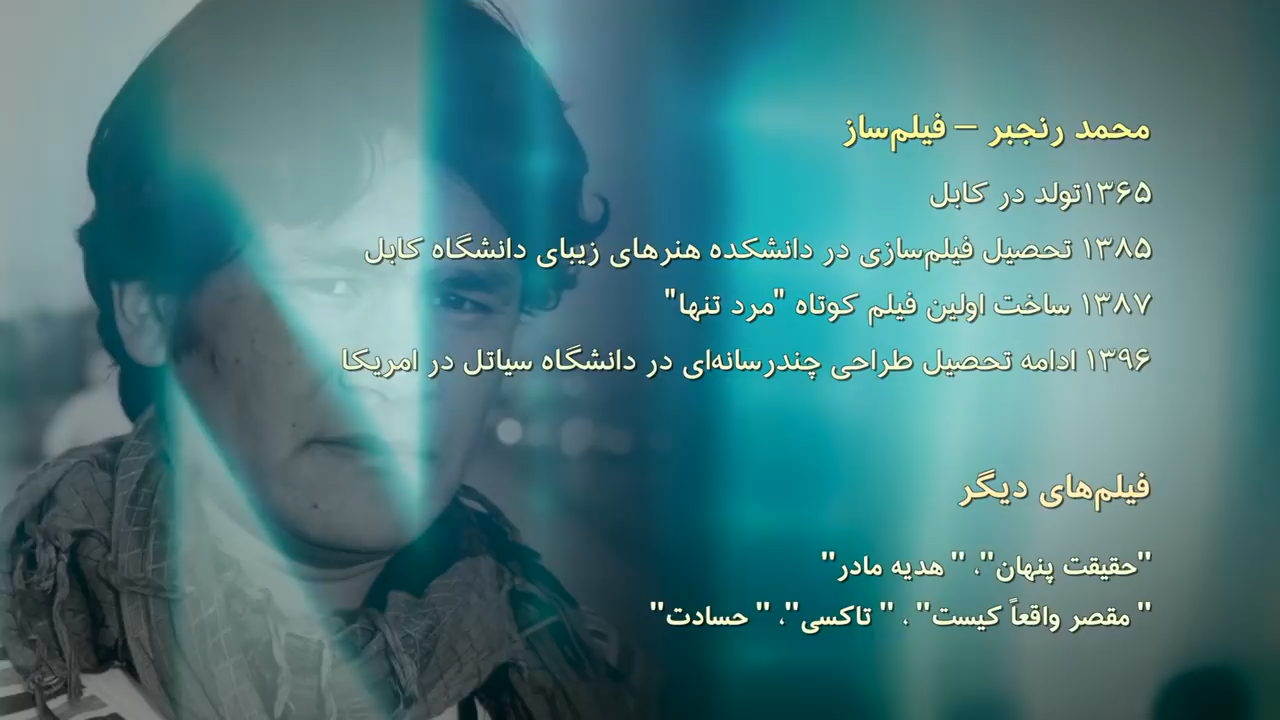 محمد رنجبر – فیلم‌ساز
۱۳۶۵تولد در کابل
۱۳۸۵ تحصیل فیلم‌سازی در دانشکده هنرهای زیبای دانشگاه کابل
۱۳۸۷ ساخت اولین فیلم کوتاه "مرد تنها"
۱۳۹۶ ادامه تحصیل طراحی چندرسانه‌ای در دانشگاه سیاتل در امریکا
فیلم‌های دیگر
"حقیقت پنهان"، " هدیه مادر"
" مقصر واقعاً کیست" ، " تاکسی"، " حسادت"